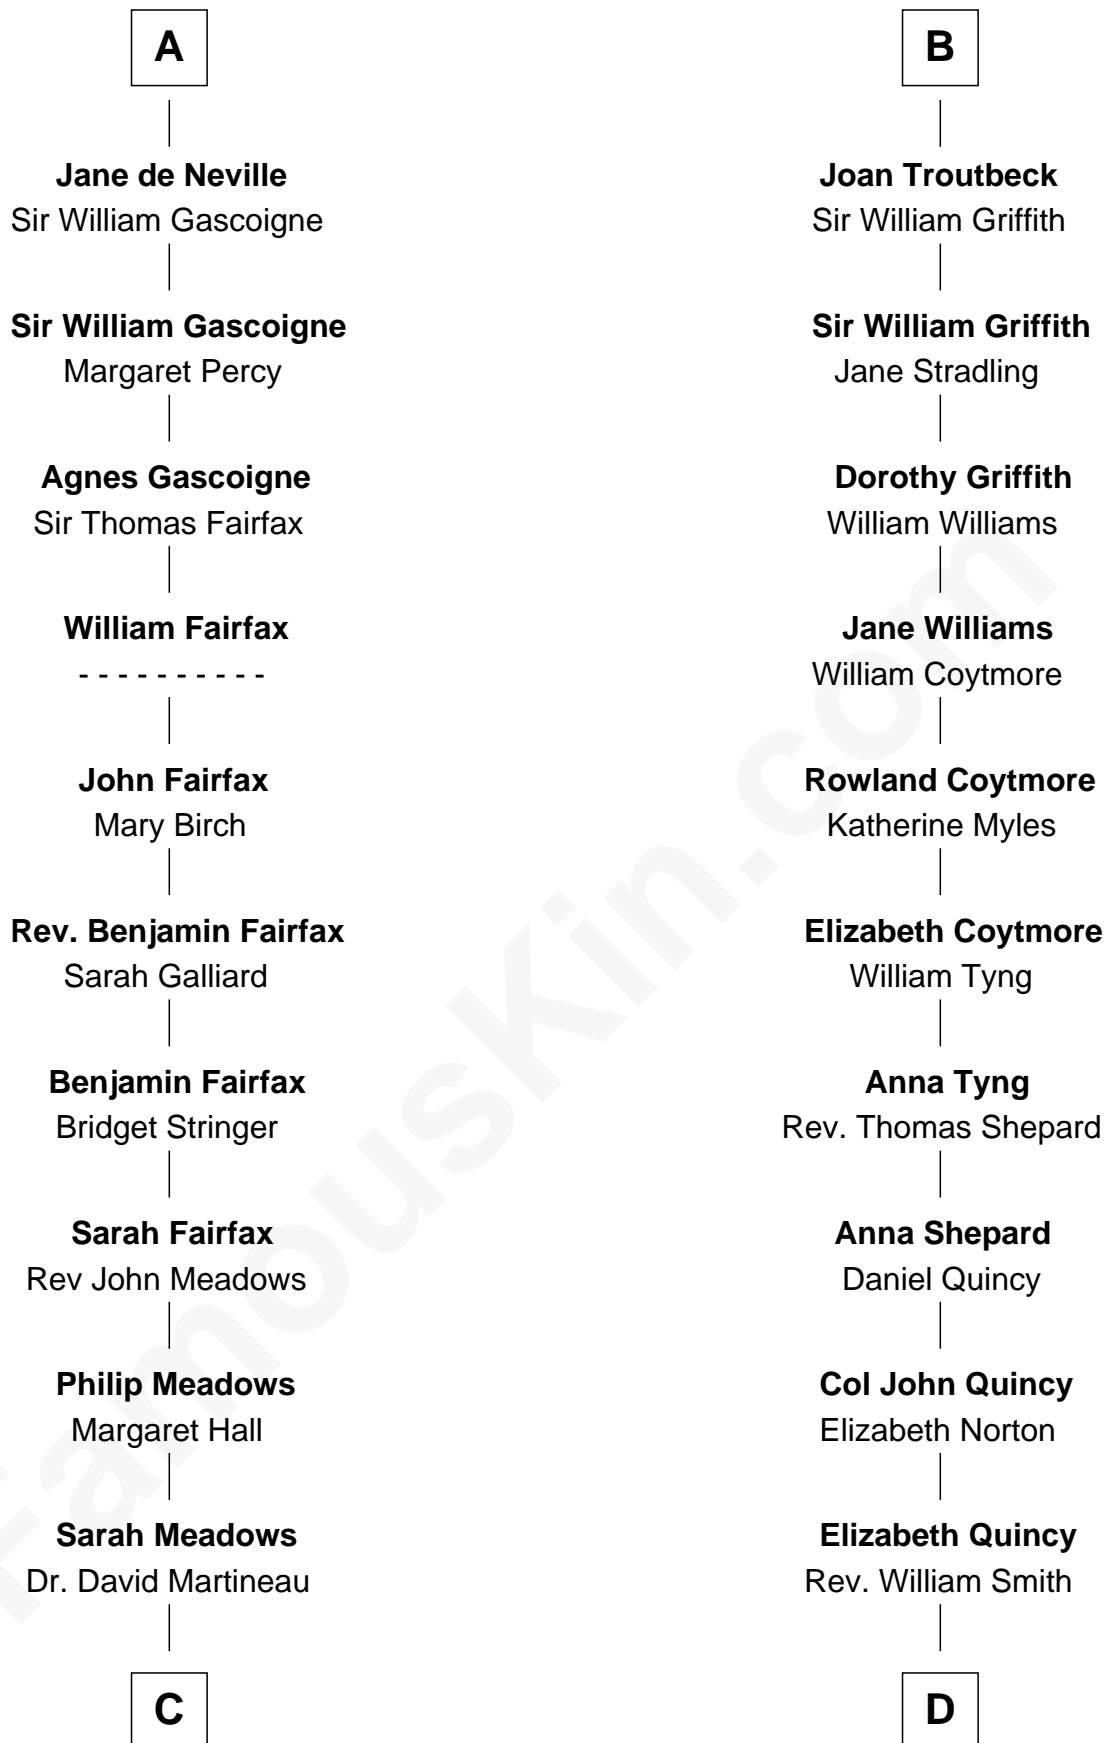 A
Jane de Neville
Sir William Gascoigne
Sir William Gascoigne
Margaret Percy
Agnes Gascoigne
Sir Thomas Fairfax
William Fairfax
- - - - - - - - - -
John Fairfax
Mary Birch
Rev. Benjamin Fairfax
Sarah Galliard
Benjamin Fairfax
Bridget Stringer
Sarah Fairfax
Rev John Meadows
Philip Meadows
Margaret Hall
Sarah Meadows
Dr. David Martineau
C
B
Joan Troutbeck
Sir William Griffith
Sir William Griffith
Jane Stradling
Dorothy Griffith
William Williams
Jane Williams
William Coytmore
Rowland Coytmore
Katherine Myles
Elizabeth Coytmore
William Tyng
Anna Tyng
Rev. Thomas Shepard
Anna Shepard
Daniel Quincy
Col John Quincy
Elizabeth Norton
Elizabeth Quincy
Rev. William Smith
D
FamousKin.com